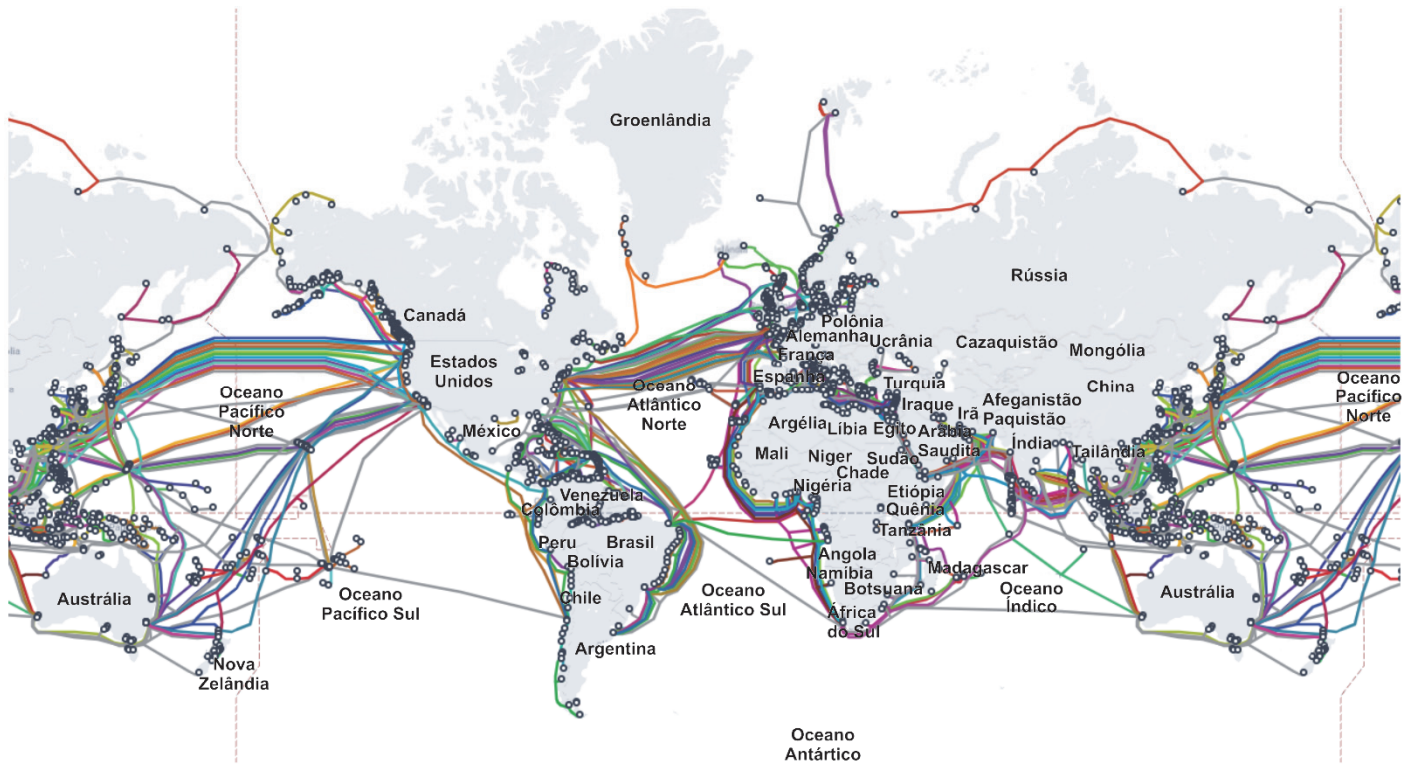 Groenlândia
Rússia
Canadá
Polônia
Alemanha
Ucrânia
Cazaquistão
Mongólia
França
Estados
Unidos
Espanha
Turquia
China
Oceano
Pacífico
Norte
Oceano
Atlântico
Norte
Oceano
Pacífico
Norte
Iraque
Afeganistão
Irã
Paquistão
México
Argélia
Líbia
Egito
Arábia
Saudita
Índia
Tailândia
Mali
Niger
Sudão
Chade
Nigéria
Venezuela
Colômbia
Etiópia
Quênia
Tanzânia
Peru
Brasil
Bolívia
Angola
Namíbia
Madagascar
Botsuana
Austrália
Oceano
Pacífico Sul
Chile
Oceano
Atlântico Sul
África
do Sul
Oceano
Índico
Austrália
Argentina
Nova
Zelândia
Oceano
Antártico